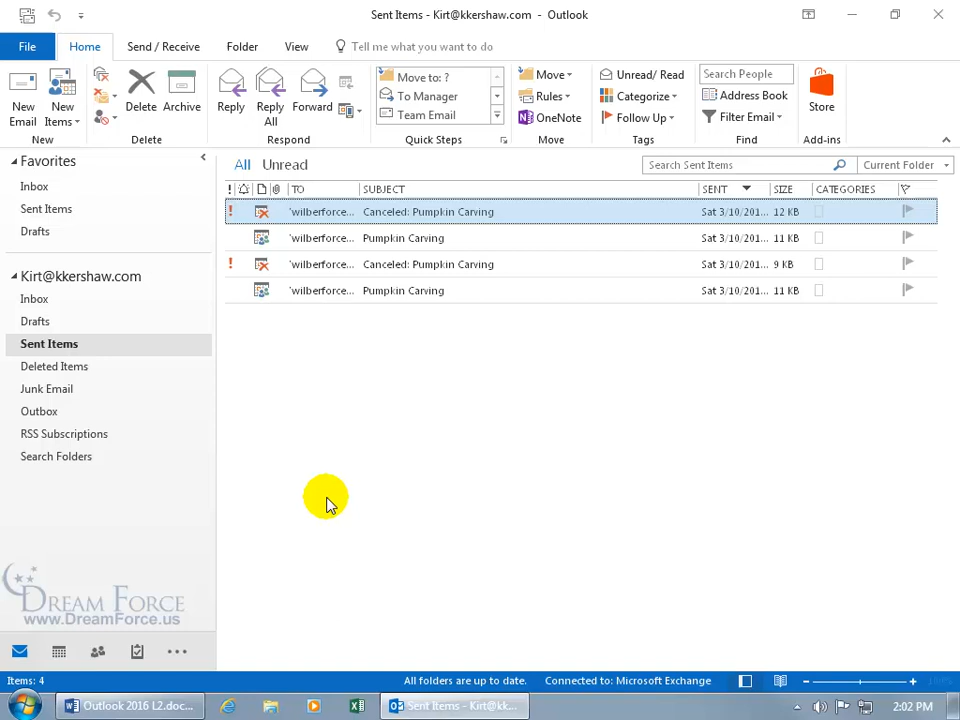 Sent Items - Kirt@kkershaw.com - Outlook
File Home Send / Receive Folder View Tell me what you want to do
New Email
New Items
Delete
Archive
Reply
Reply All
Forward
Move to: ?
To Manager
Team Email
Move
Rules
OneNote
Unread/ Read
Categorize
Follow Up
Search People
Address Book
Filter Email
Store
New Delete Respond Quick Steps Move Tags Find Add-ins
Favorites
Inbox
Sent Items
Drafts
Kirt@kkershaw.com
Inbox
Drafts
Sent Items
Deleted Items
Junk Email
Outbox
RSS Subscriptions
Search Folders
All Unread
Search Sent Items
Current Folder
! TO SUBJECT SENT SIZE CATEGORIES
! 'wilberforce... Canceled: Pumpkin Carving Sat 3/10/201... 12 KB
'wilberforce... Pumpkin Carving Sat 3/10/201... 11 KB
! 'wilberforce... Canceled: Pumpkin Carving Sat 3/10/201... 9 KB
'wilberforce... Pumpkin Carving Sat 3/10/201... 11 KB
Dream Force
www.DreamForce.us
Items: 4
All folders are up to date.
Connected to: Microsoft Exchange
Outlook 2016 L2.doc...
Sent Items - Kirt@k...
2:02 PM